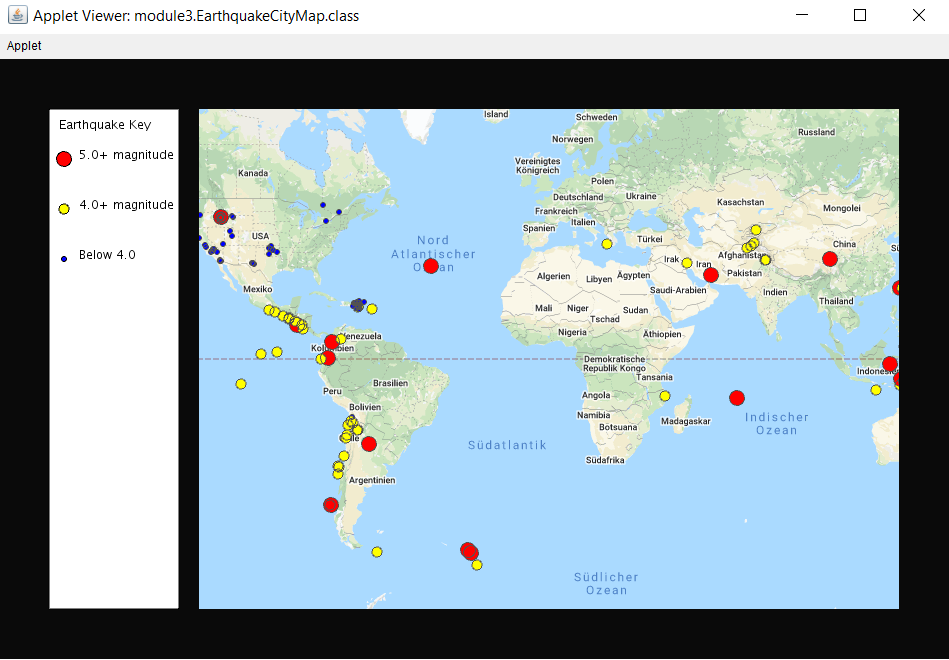 Applet Viewer: module3.EarthquakeCityMap.class
Applet
Earthquake Key
5.0+ magnitude
4.0+ magnitude
Below 4.0
Island
Schweden
Russland
Norwegen
Vereinigtes
Königreich
Kanada
Polen
Deutschland
Ukraine
Kasachstan
Mongolei
Frankreich
Italien
Spanien
USA
Türkei
China
Nord
Atlantischer
Ozean
Irak
Iran
Afghanistan
Pakistan
Algerien
Libyen
Ägypten
Mexiko
Saudi-Arabien
Indien
Thailand
Mali
Niger
Sudan
Tschad
Nigeria
Äthiopien
Venezuela
Kolumbien
Demokratische
Republik Kongo
Indonesien
Tansania
Peru
Brasilien
Angola
Bolivien
Namibia
Botsuana
Madagaskar
Indischer
Ozean
Südatlantik
Südafrika
Argentinien
Südlicher
Ozean